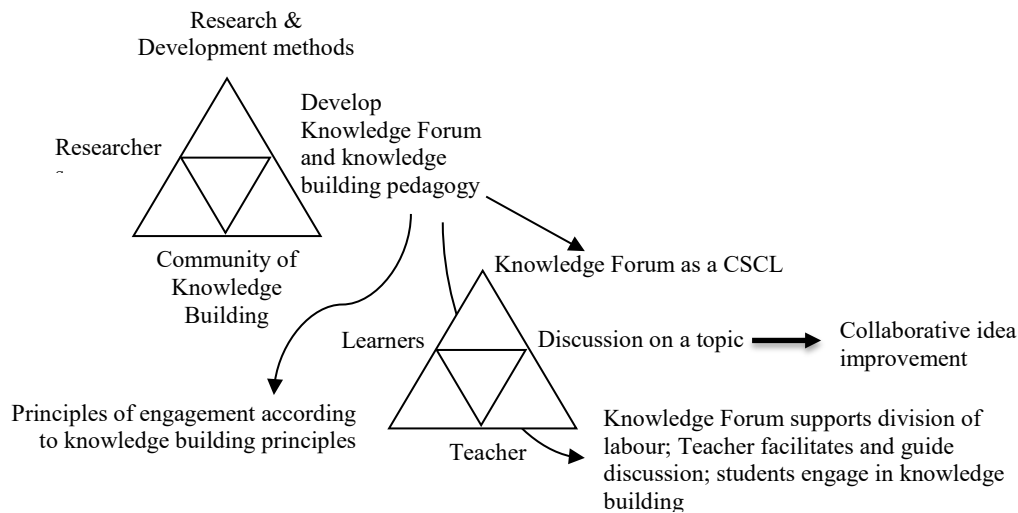 Research &
Development methods
Develop
Knowledge Forum
and knowledge
building pedagogy
Researcher
Community of
Knowledge
Building
Knowledge Forum as a CSCL
Learners
Discussion on a topic
Collaborative idea
improvement
Principles of engagement according
to knowledge building principles
Teacher
Knowledge Forum supports division of
labour; Teacher facilitates and guide
discussion; students engage in knowledge
building